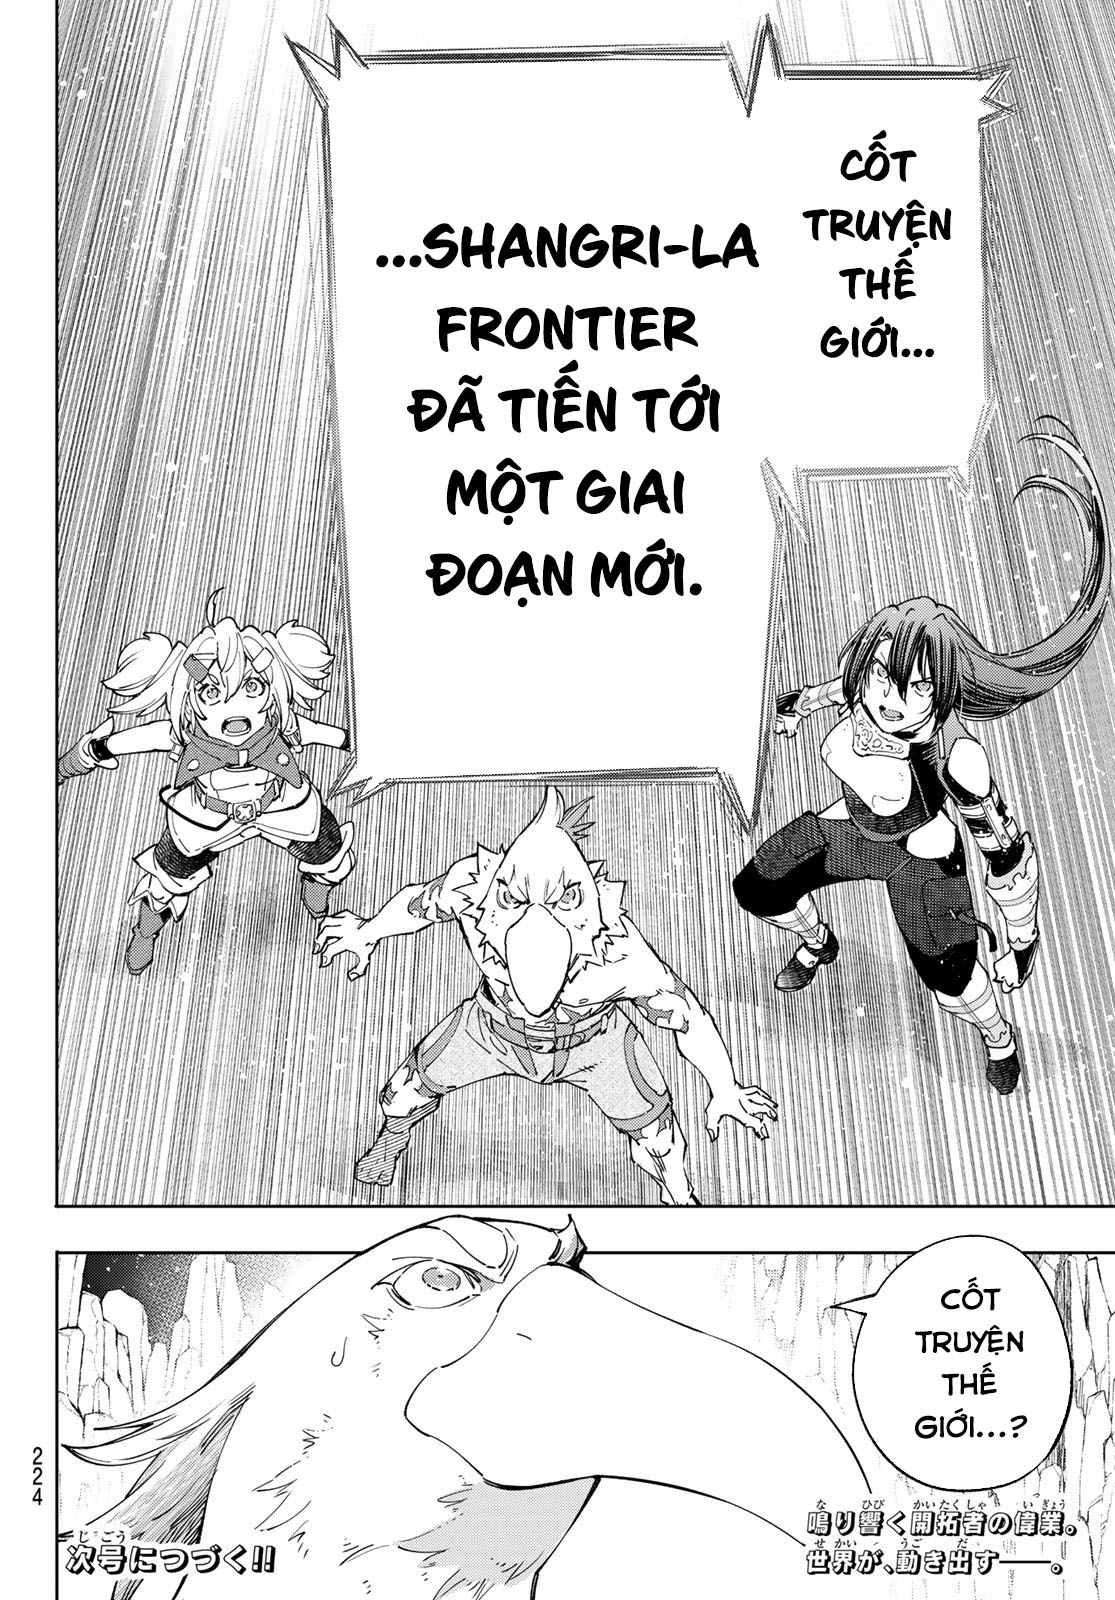 CỐT
TRUYỆN
THẾ
GIỚI...
...SHANGRI-LA
FRONTIER
ĐÃ TIẾN TỚI
MỘT GIAI
ĐOẠN MỚI.
CỐT
TRUYỆN
THẾ
GIỚI...?
鳴り響く開拓者の偉業。
世界が、動き出す――。
次号につづく!!
224